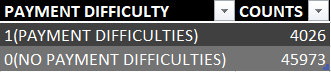 PAYMENT DIFFICULTY COUNTS
1(PAYMENT DIFFICULTIES) 4026
0(NO PAYMENT DIFFICULTIES) 45973